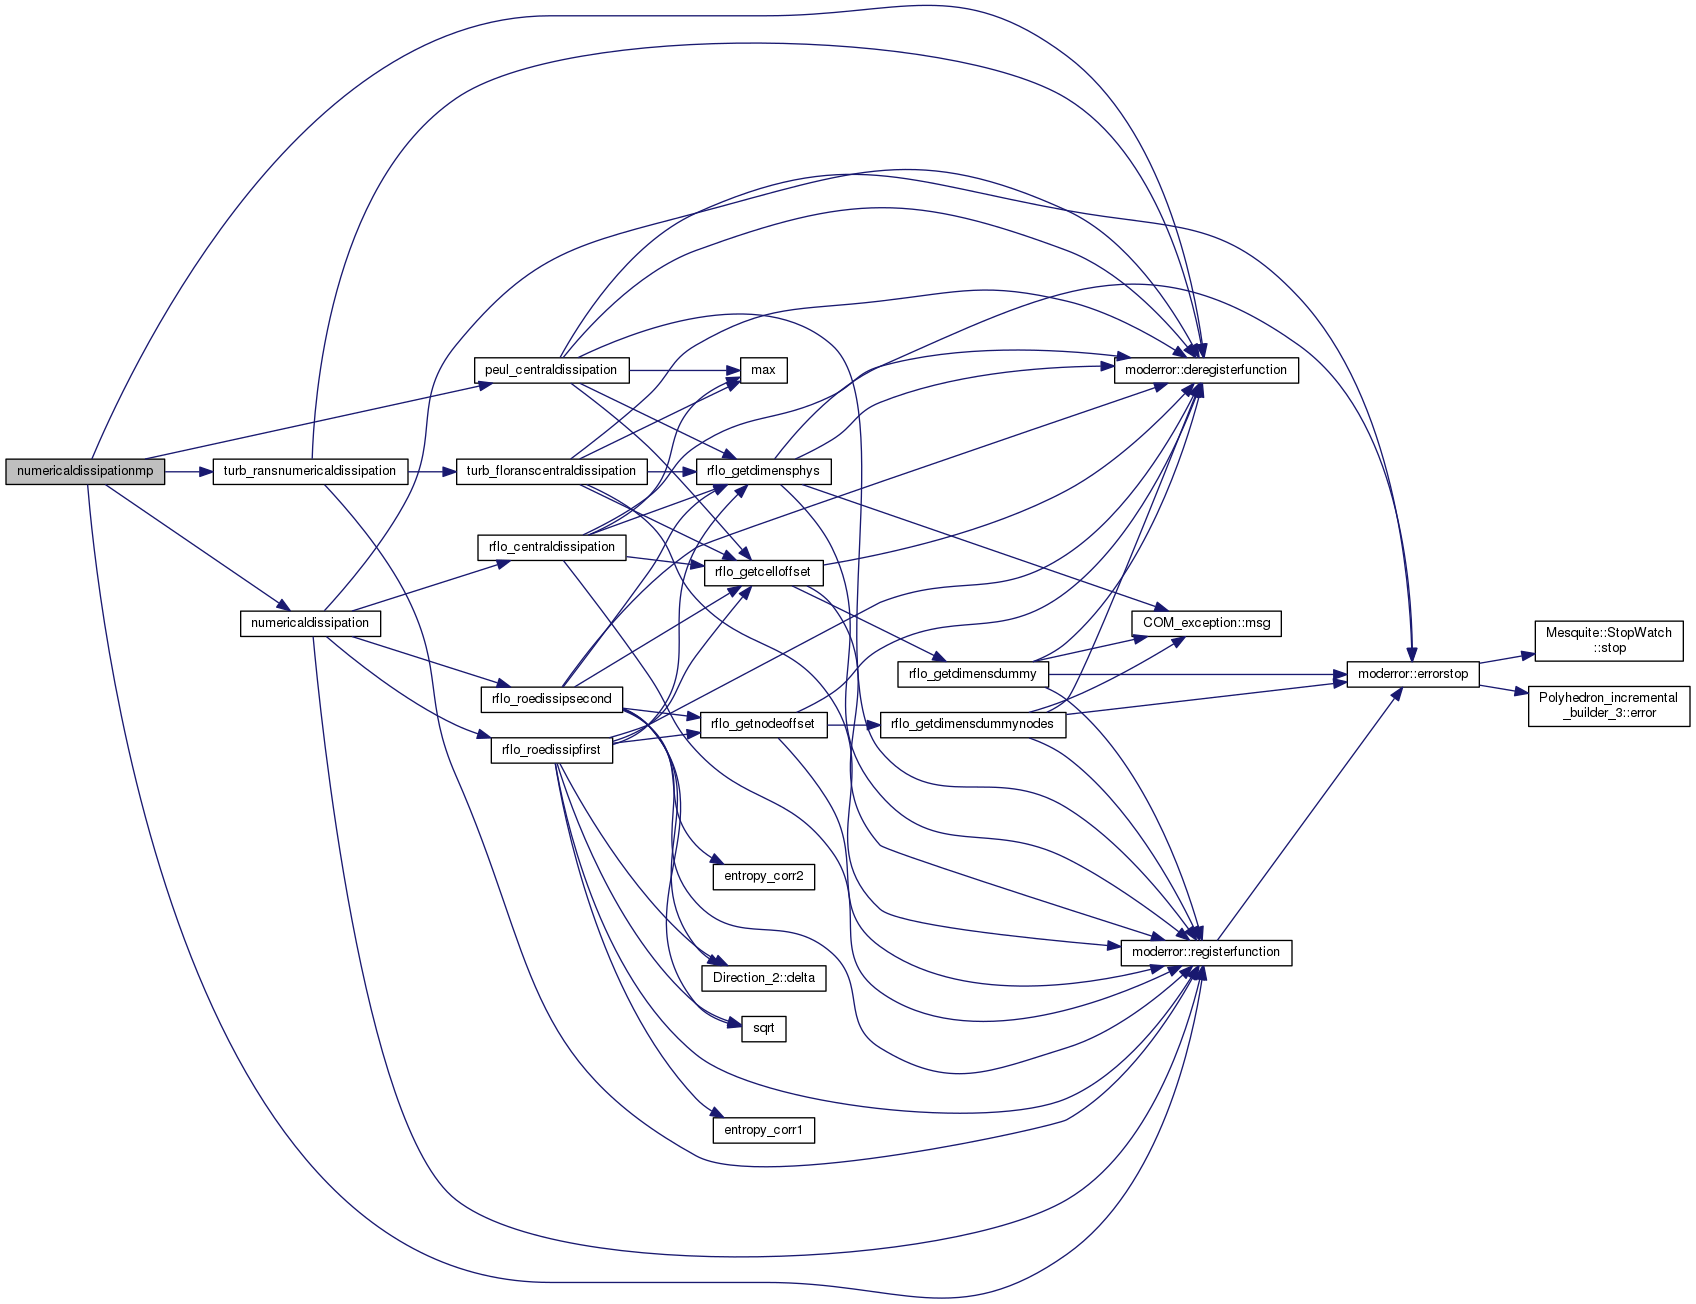 numericaldissipationmp
turb_ransnumericaldissipation
numericaldissipation
peul_centraldissipation
turb_floranscentraldissipation
rflo_centraldissipation
rflo_roedissipsecond
rflo_roedissipfirst
max
rflo_getdimensphys
rflo_getcelloffset
rflo_getnodeoffset
entropy_corr2
Direction_2::delta
sqrt
entropy_corr1
rflo_getdimensdummy
rflo_getdimensdummynodes
moderror::deregisterfunction
COM_exception::msg
moderror::registerfunction
moderror::errorstop
Mesquite::StopWatch
::stop
Polyhedron_incremental
_builder_3::error